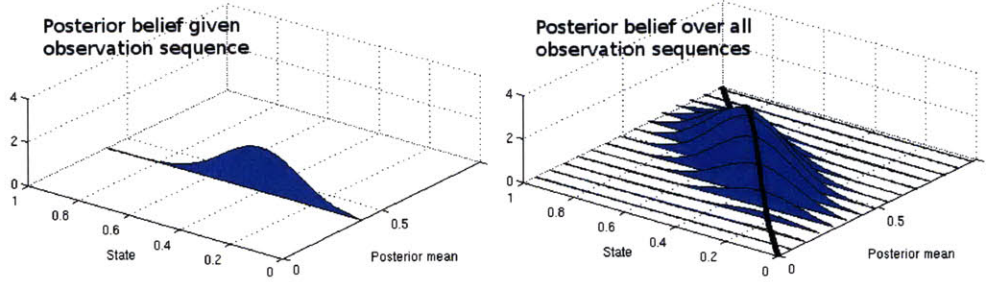 Posterior belief given
observation sequence
4
2
0
1
0.8
0.6
0.4
0.2
0
0
0.5
State
Posterior mean
Posterior belief over all
observation sequences
4
2
0
1
0.8
0.6
0.4
0.2
0
0
0.5
State
Posterior mean